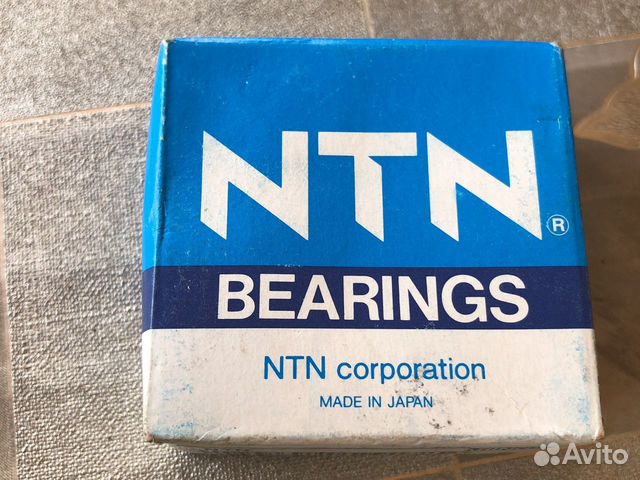 NTN®
BEARINGS
NTN corporation
MADE IN JAPAN
Avito